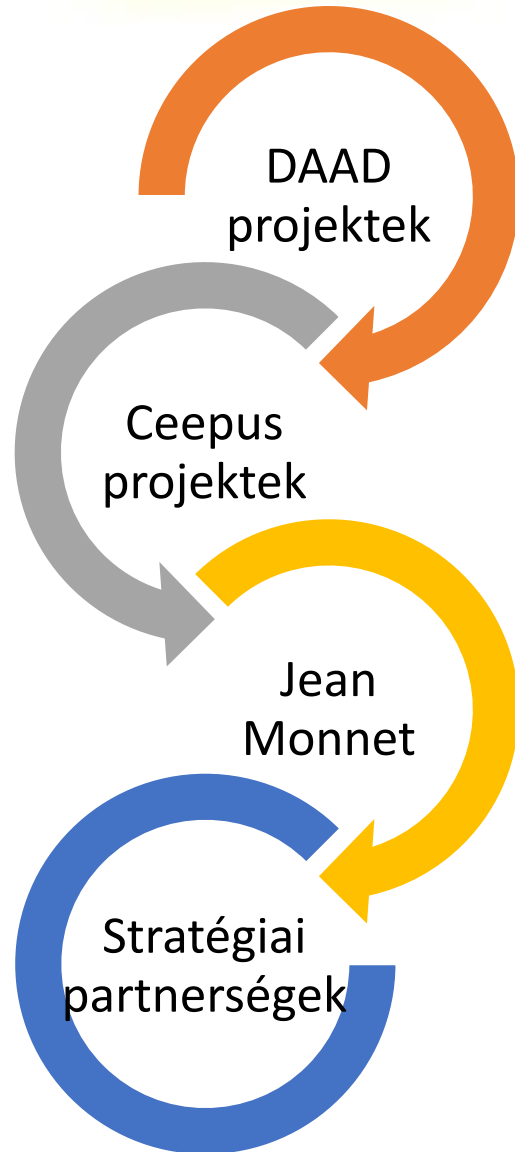 DAAD
projektek
Ceepus
projektek
Jean
Monnet
Stratégiai
partnerségek